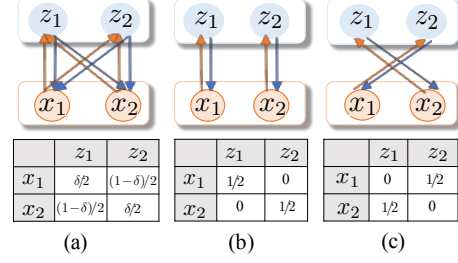 z₁ z₂ z₁ z₂ z₁ z₂
x₁ x₂ x₁ x₂ x₁ x₂
z₁ z₂ z₁ z₂ z₁ z₂
x₁ δ/2 (1−δ)/2 x₁ 1/2 0 x₁ 0 1/2
x₂ (1−δ)/2 δ/2 x₂ 0 1/2 x₂ 1/2 0
(a) (b) (c)